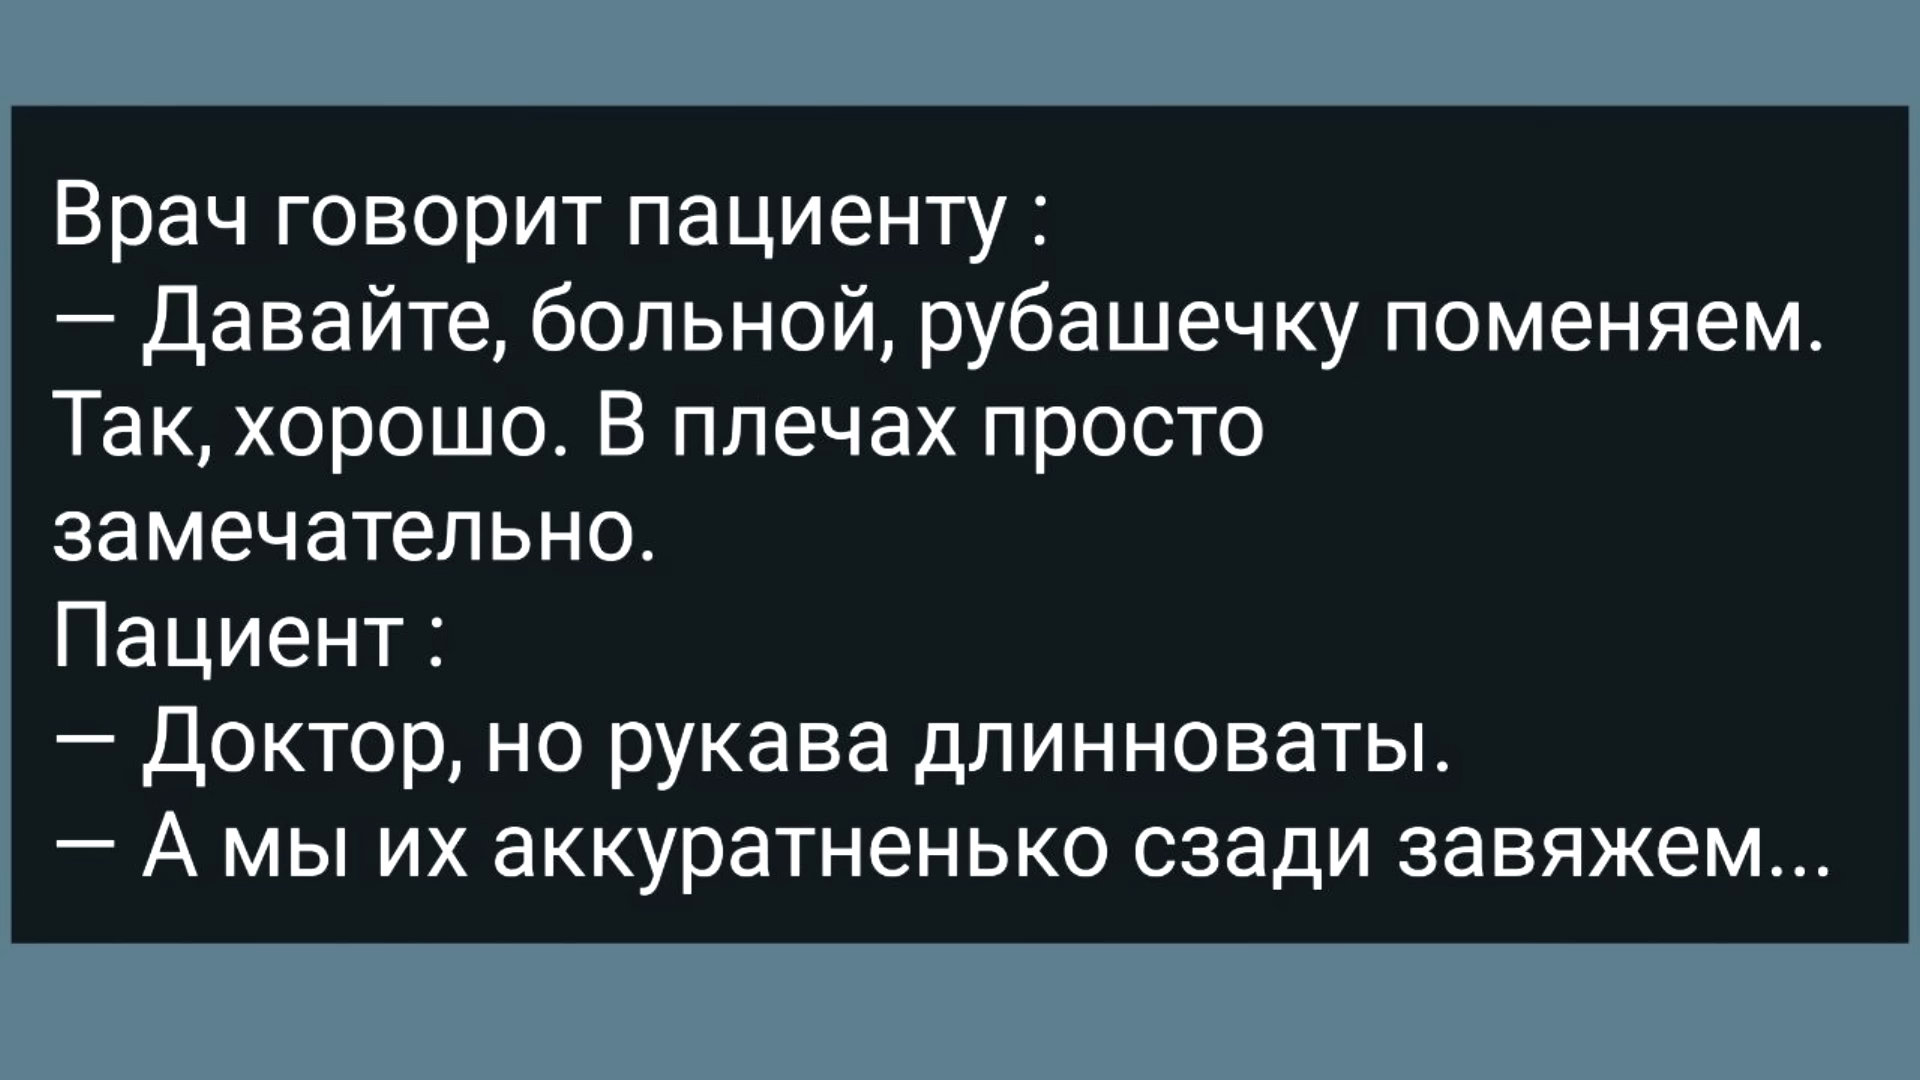 Врач говорит пациенту :
— Давайте, больной, рубашечку поменяем.
Так, хорошо. В плечах просто
замечательно.
Пациент :
— Доктор, но рукава длинноваты.
— А мы их аккуратненько сзади завяжем...